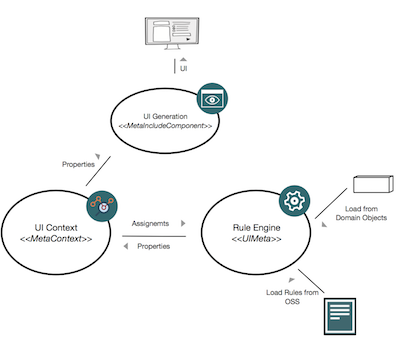 UI
UI Generation
<<MetaIncludeComponent>>
Properties
UI Context
<<MetaContext>>
Assignemts
Properties
Rule Engine
<<UIMeta>>
Load from
Domain Objects
Load Rules from
OSS